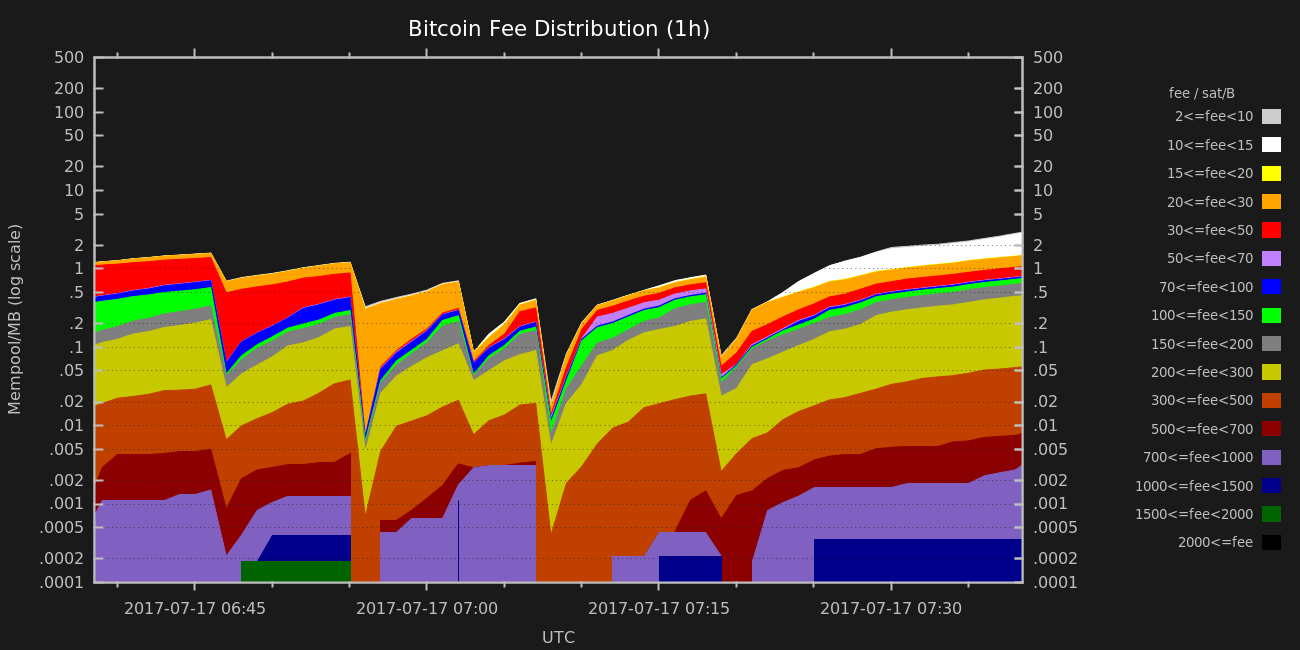 Bitcoin Fee Distribution (1h)
Mempool/MB (log scale)
500
200
100
50
20
10
5
2
1
.5
.2
.1
.05
.02
.01
.005
.002
.001
.0005
.0002
.0001
500
200
100
50
20
10
5
2
1
.5
.2
.1
.05
.02
.01
.005
.002
.001
.0005
.0002
.0001
2017-07-17 06:45
2017-07-17 07:00
2017-07-17 07:15
2017-07-17 07:30
UTC
fee / sat/B
2<=fee<10
10<=fee<15
15<=fee<20
20<=fee<30
30<=fee<50
50<=fee<70
70<=fee<100
100<=fee<150
150<=fee<200
200<=fee<300
300<=fee<500
500<=fee<700
700<=fee<1000
1000<=fee<1500
1500<=fee<2000
2000<=fee